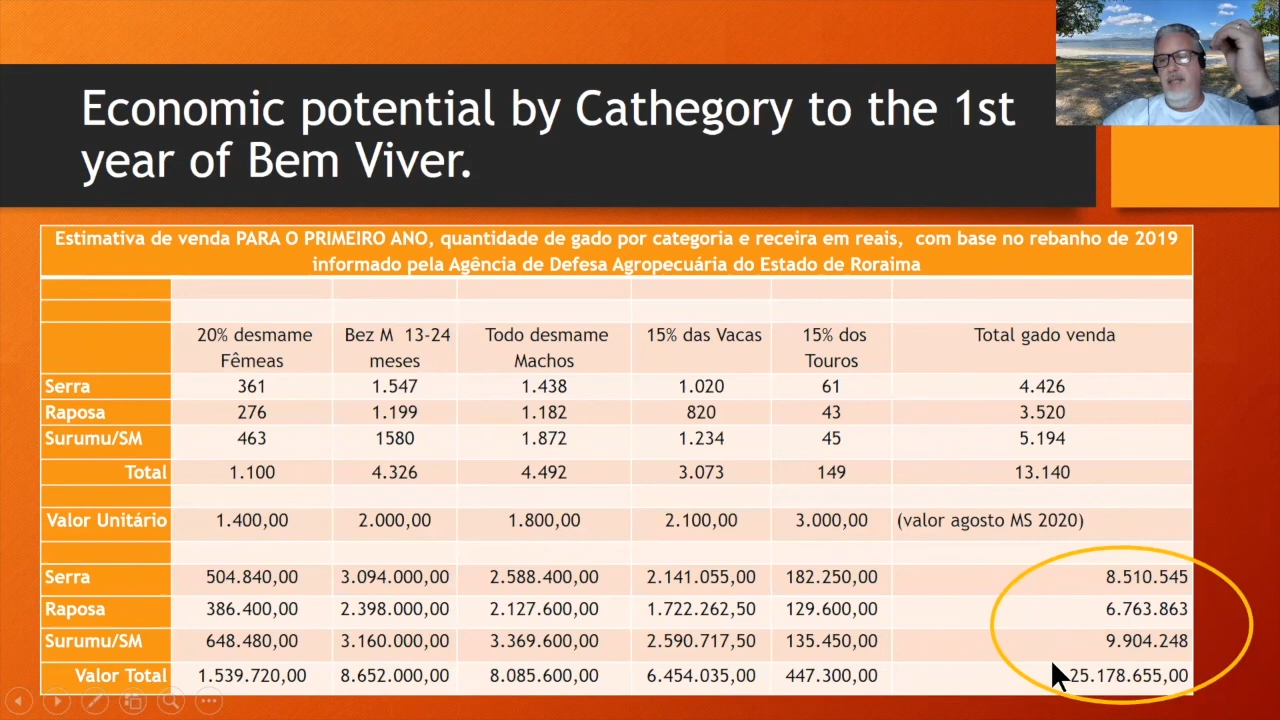 Economic potential by Cathegory to the 1st
year of Bem Viver.
Estimativa de venda PARA O PRIMEIRO ANO, quantidade de gado por categoria e receira em reais, com base no rebanho de 2019
informado pela Agência de Defesa Agropecuária do Estado de Roraima
20% desmame Fêmeas Bez M 13-24 meses Todo desmame Machos 15% das Vacas 15% dos Touros Total gado venda
Serra 361 1.547 1.438 1.020 61 4.426
Raposa 276 1.199 1.182 820 43 3.520
Surumu/SM 463 1580 1.872 1.234 45 5.194
Total 1.100 4.326 4.492 3.073 149 13.140
Valor Unitário 1.400,00 2.000,00 1.800,00 2.100,00 3.000,00 (valor agosto MS 2020)
Serra 504.840,00 3.094.000,00 2.588.400,00 2.141.055,00 182.250,00 8.510.545
Raposa 386.400,00 2.398.000,00 2.127.600,00 1.722.262,50 129.600,00 6.763.863
Surumu/SM 648.480,00 3.160.000,00 3.369.600,00 2.590.717,50 135.450,00 9.904.248
Valor Total 1.539.720,00 8.652.000,00 8.085.600,00 6.454.035,00 447.300,00 25.178.655,00